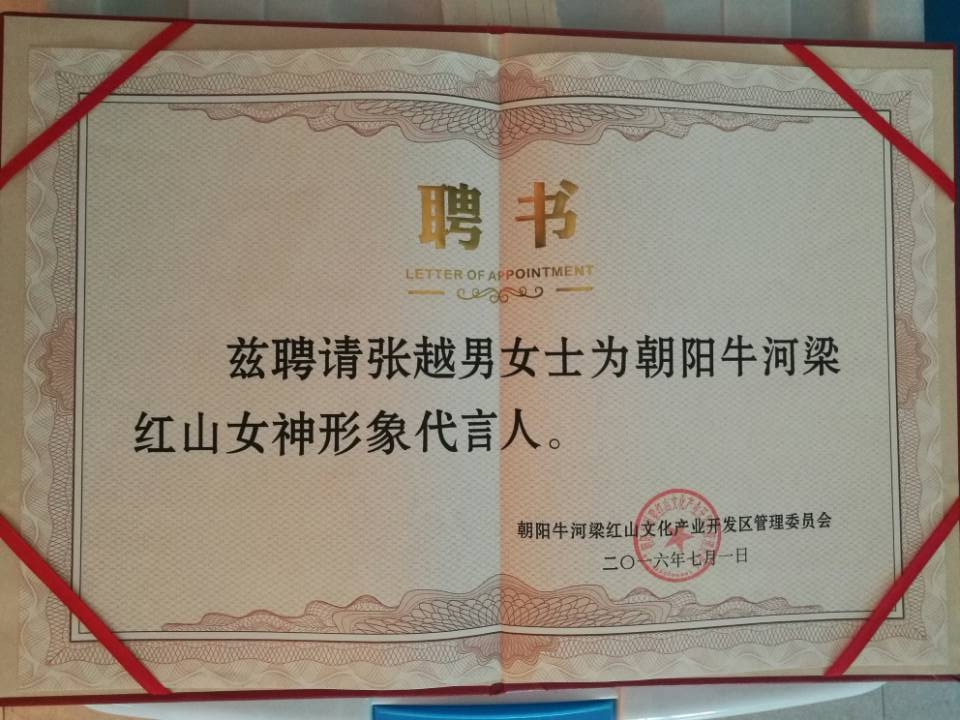 聘书
LETTER OF APPOINTMENT
兹聘请张越男女士为朝阳牛河梁
红山女神形象代言人。
朝阳牛河梁红山文化产业开发区管理委员会
二〇一六年七月一日